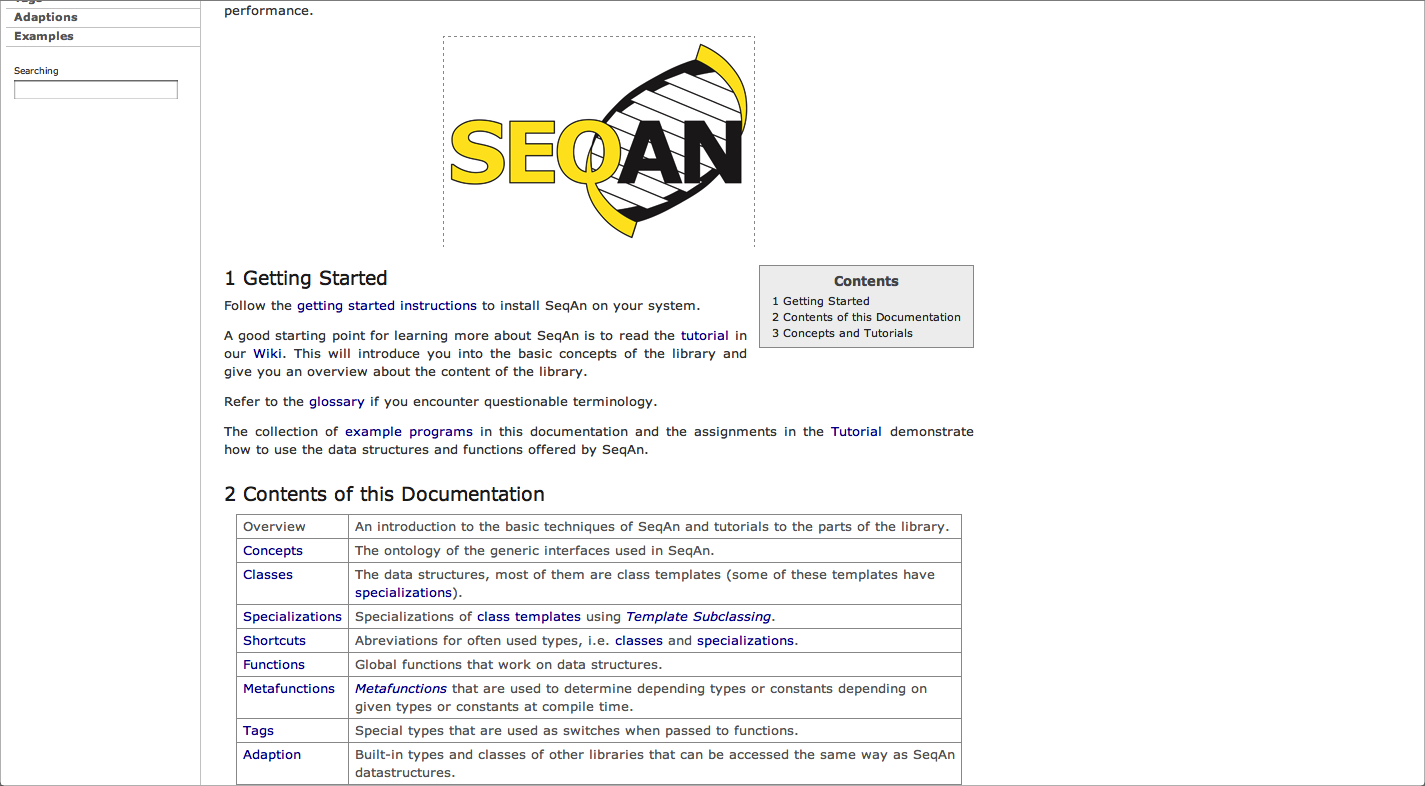 Adaptions
Examples
Searching
performance.
SEQAN
1 Getting Started
Follow the getting started instructions to install SeqAn on your system.
A good starting point for learning more about SeqAn is to read the tutorial in
our Wiki. This will introduce you into the basic concepts of the library and
give you an overview about the content of the library.
Refer to the glossary if you encounter questionable terminology.
The collection of example programs in this documentation and the assignments in the Tutorial demonstrate
how to use the data structures and functions offered by SeqAn.
Contents
1 Getting Started
2 Contents of this Documentation
3 Concepts and Tutorials
2 Contents of this Documentation
Overview An introduction to the basic techniques of SeqAn and tutorials to the parts of the library.
Concepts The ontology of the generic interfaces used in SeqAn.
Classes The data structures, most of them are class templates (some of these templates have
specializations).
Specializations Specializations of class templates using Template Subclassing.
Shortcuts Abreviations for often used types, i.e. classes and specializations.
Functions Global functions that work on data structures.
Metafunctions Metafunctions that are used to determine depending types or constants depending on
given types or constants at compile time.
Tags Special types that are used as switches when passed to functions.
Adaption Built-in types and classes of other libraries that can be accessed the same way as SeqAn
datastructures.